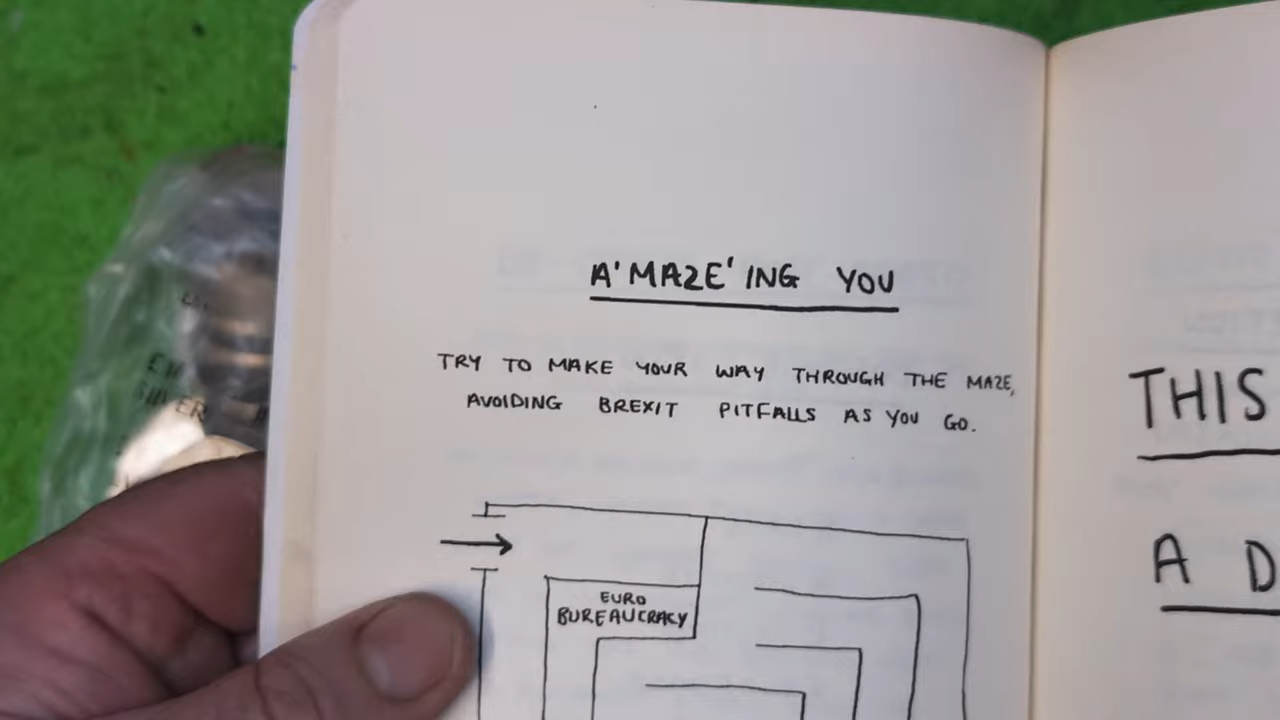 A'MAZE'ING YOU
TRY TO MAKE YOUR WAY THROUGH THE MAZE,
AVOIDING BREXIT PITFALLS AS YOU GO.
EURO
BUREAUCRACY
THIS
A D